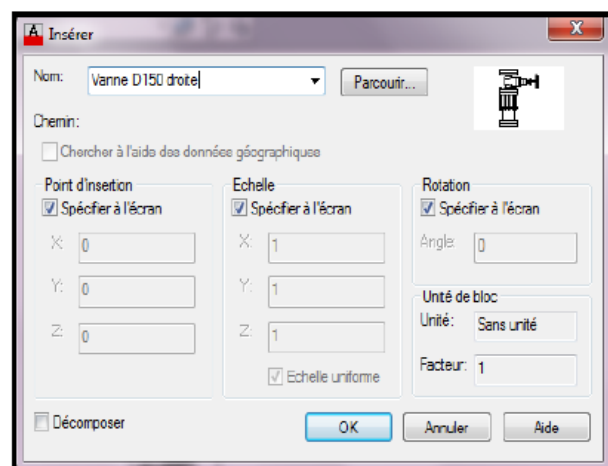 Insérer
Nom: Vanne D150 droite Parcourir...
Chemin:
Chercher à l'aide des données géographiques
Point d'insertion
Spécifier à l'écran
X: 0
Y: 0
Z: 0
Echelle
Spécifier à l'écran
X: 1
Y: 1
Z: 1
Echelle uniforme
Rotation
Spécifier à l'écran
Angle: 0
Unité de bloc
Unité: Sans unité
Facteur: 1
Décomposer
OK Annuler Aide